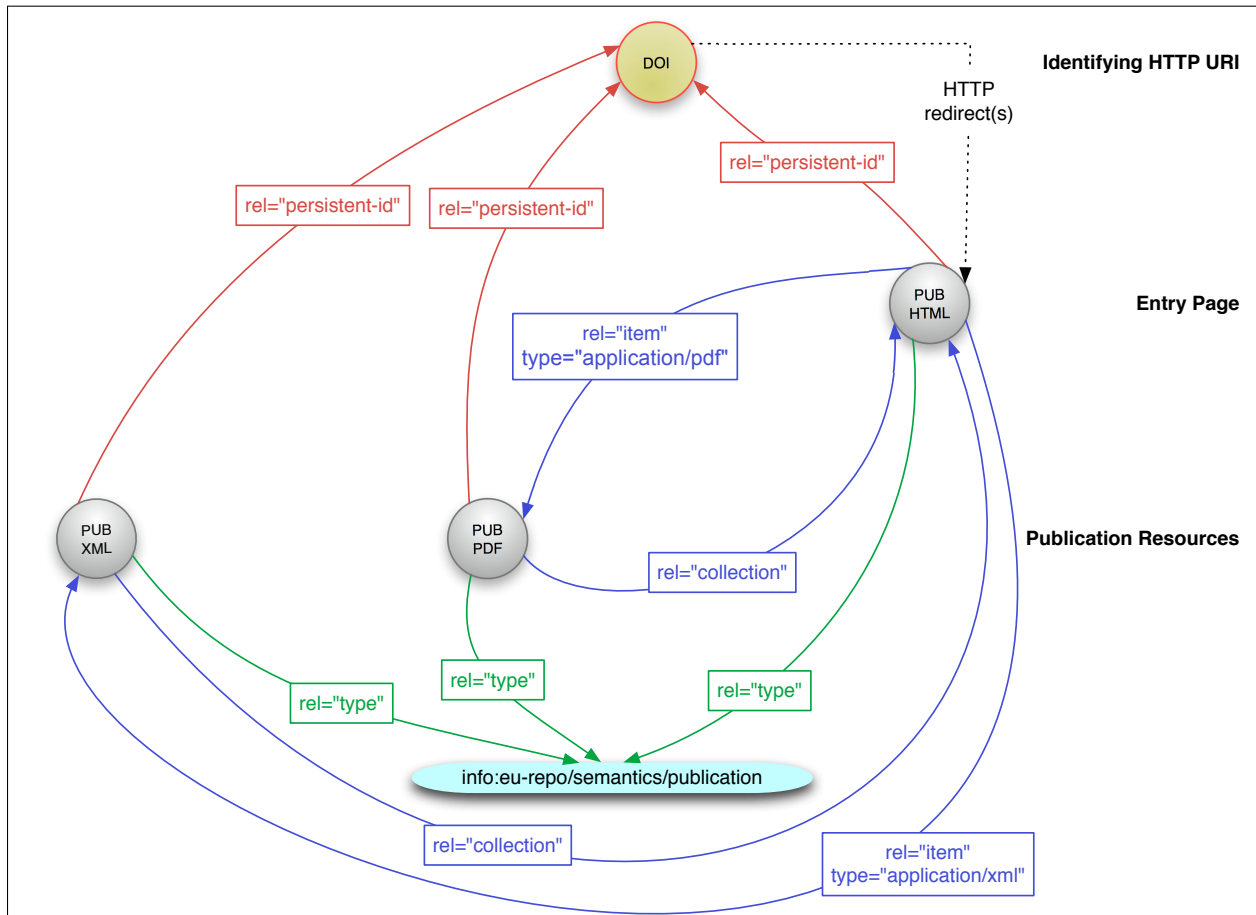 DOI
Identifying HTTP URI
HTTP
redirect(s)
rel="persistent-id"
rel="persistent-id"
rel="persistent-id"
PUB
HTML
Entry Page
rel="item"
type="application/pdf"
PUB
XML
PUB
PDF
Publication Resources
rel="collection"
rel="type"
rel="type"
rel="type"
info:eu-repo/semantics/publication
rel="collection"
rel="item"
type="application/xml"